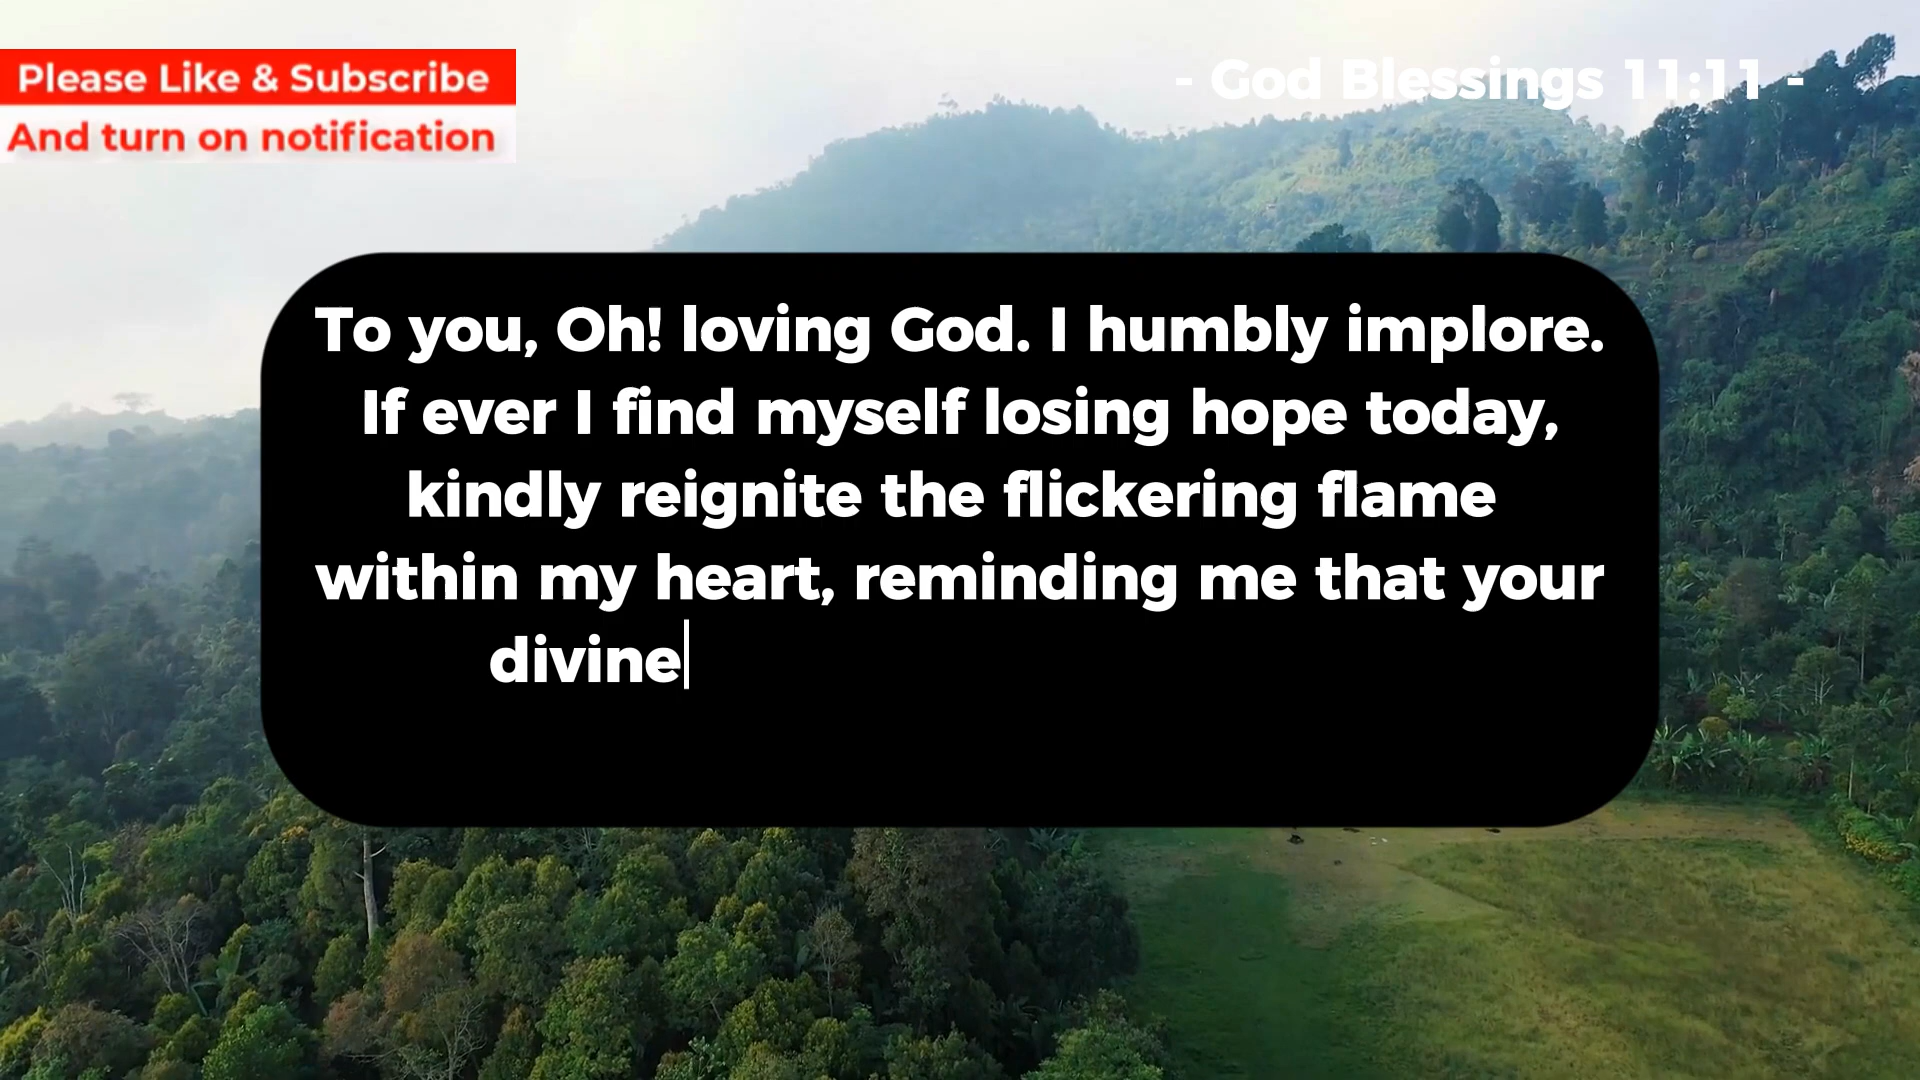 Please Like & Subscribe
And turn on notification
- God Blessings 11:11 -
To you, Oh! loving God. I humbly implore.
If ever I find myself losing hope today,
kindly reignite the flickering flame
within my heart, reminding me that your
divine